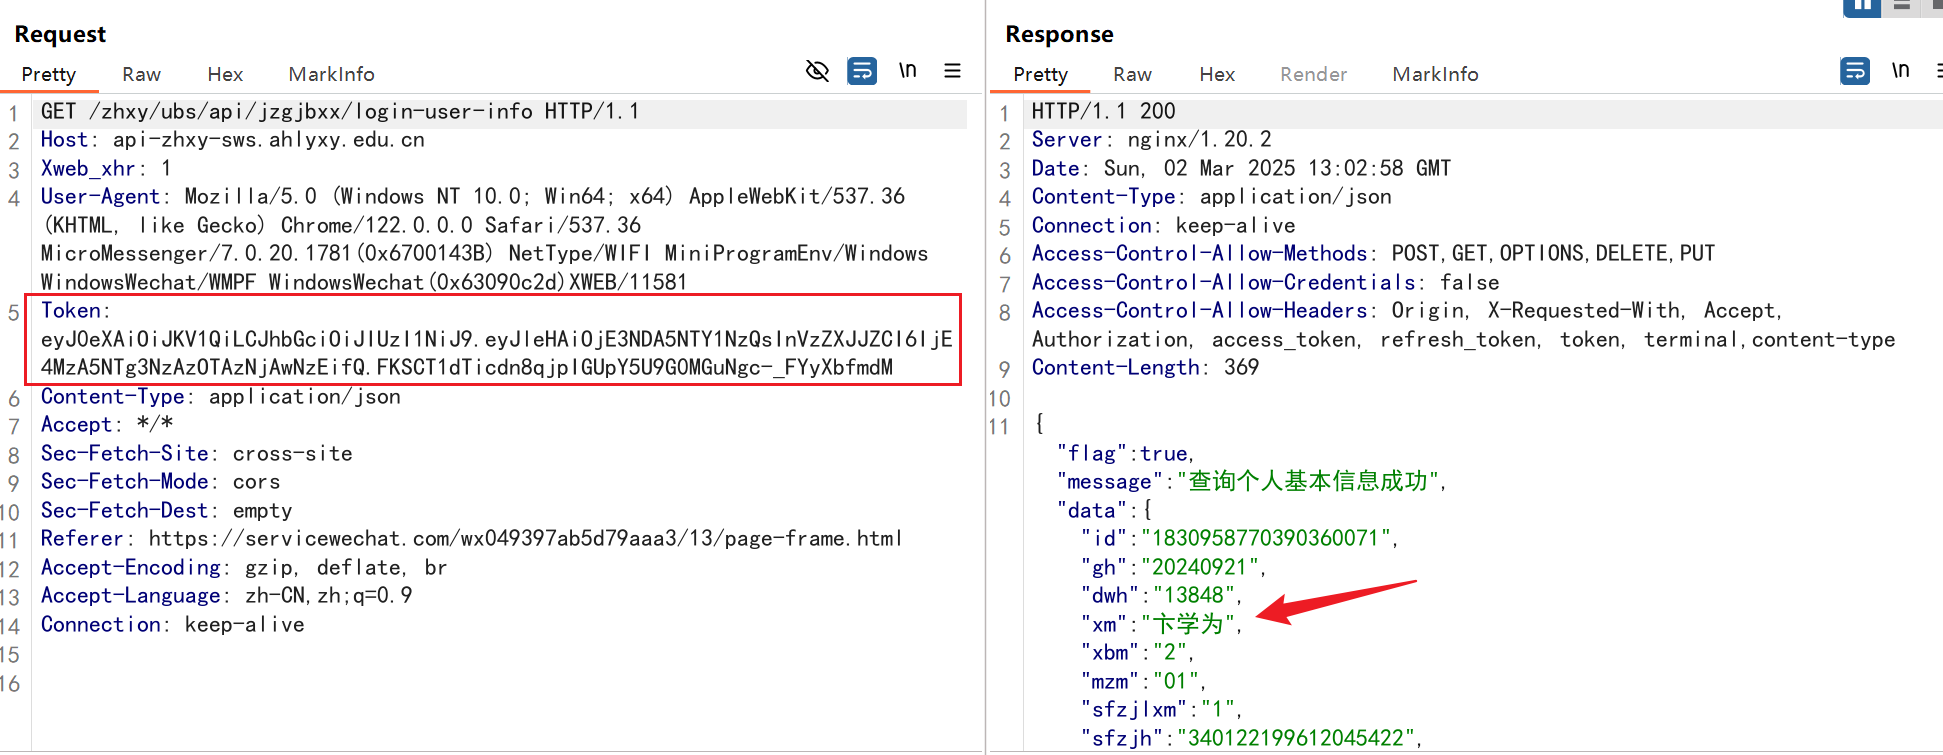 Request
Pretty Raw Hex MarkInfo \n
1 GET /zhxy/ubs/api/jzgjbxx/login-user-info HTTP/1.1
2 Host: api-zhxy-sws.ahlyxy.edu.cn
3 Xweb_xhr: 1
4 User-Agent: Mozilla/5.0 (Windows NT 10.0; Win64; x64) AppleWebKit/537.36
(KHTML, like Gecko) Chrome/122.0.0.0 Safari/537.36
MicroMessenger/7.0.20.1781(0x6700143B) NetType/WIFI MiniProgramEnv/Windows
WindowsWechat/WMPF WindowsWechat(0x63090c2d)XWEB/11581
5 Token:
eyJ0eXAiOiJKV1QiLCJhbGciOiJIUzI1NiJ9.eyJleHAiOjE3NDA5NTY1NzQsInVzZXJJZCI6IjE
4MzA5NTg3NzAzOTAzNjAwNzEifQ.FKSCT1dTicdn8qjpIGUpY5U9G0MGuNgc-_FYyXbfmdM
6 Content-Type: application/json
7 Accept: */*
8 Sec-Fetch-Site: cross-site
9 Sec-Fetch-Mode: cors
10 Sec-Fetch-Dest: empty
11 Referer: https://servicewechat.com/wx049397ab5d79aaa3/13/page-frame.html
12 Accept-Encoding: gzip, deflate, br
13 Accept-Language: zh-CN,zh;q=0.9
14 Connection: keep-alive
15
16
Response
Pretty Raw Hex Render MarkInfo \n
1 HTTP/1.1 200
2 Server: nginx/1.20.2
3 Date: Sun, 02 Mar 2025 13:02:58 GMT
4 Content-Type: application/json
5 Connection: keep-alive
6 Access-Control-Allow-Methods: POST,GET,OPTIONS,DELETE,PUT
7 Access-Control-Allow-Credentials: false
8 Access-Control-Allow-Headers: Origin, X-Requested-With, Accept,
Authorization, access_token, refresh_token, token, terminal,content-type
9 Content-Length: 369
10
11 {
"flag":true,
"message":"查询个人基本信息成功",
"data":{
"id":"1830958770390360071",
"gh":"20240921",
"dwh":"13848",
"xm":"卞学为",
"xbm":"2",
"mzm":"01",
"sfzjlxm":"1",
"sfzjh":"340122199612045422",